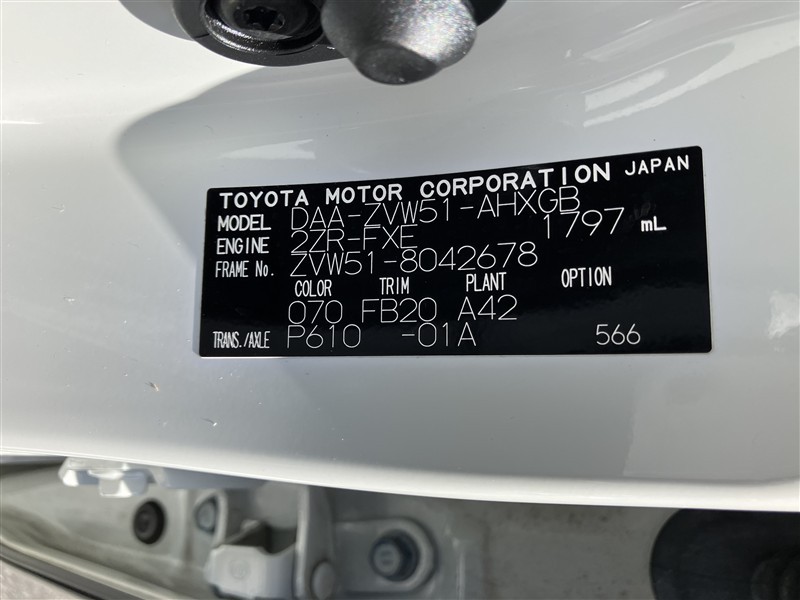 TOYOTA MOTOR CORPORATION JAPAN
MODEL DAA-ZVW51-AHXGB
ENGINE 2ZR-FXE 1797 mL
FRAME No. ZVW51-8042678
COLOR TRIM PLANT OPTION
070 FB20 A42
TRANS./AXLE P610 -01A 566